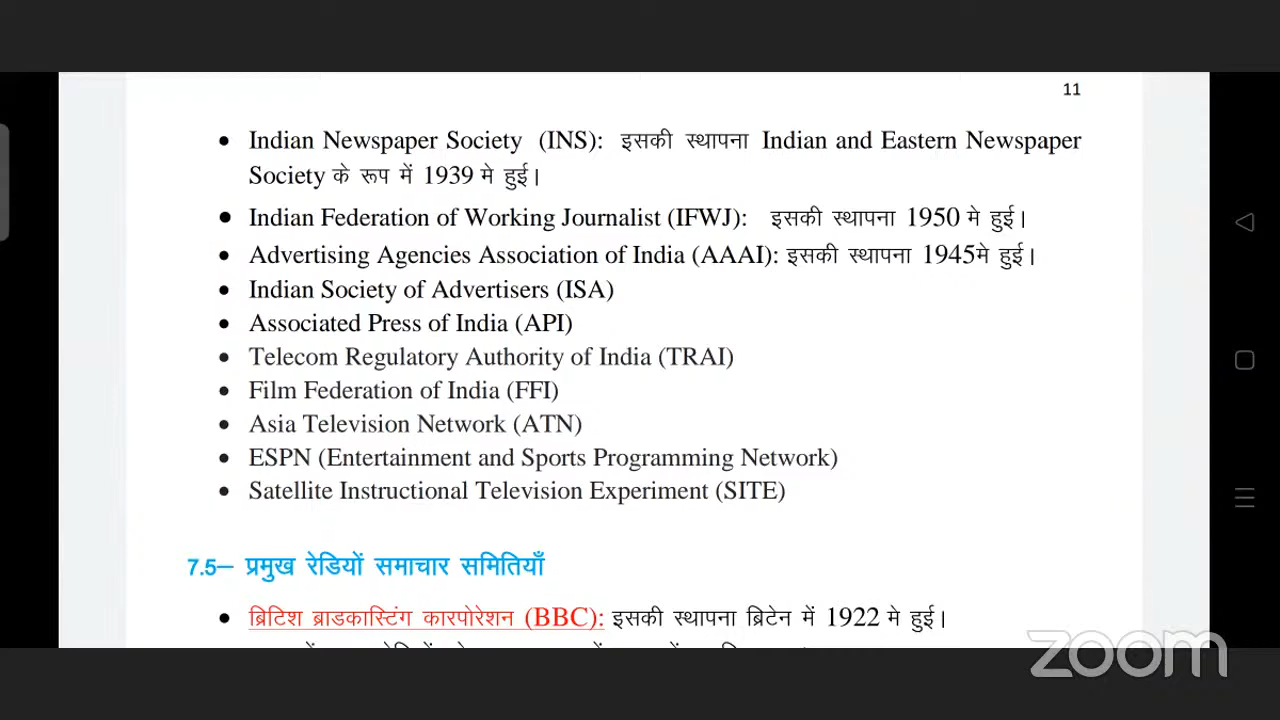 11
• Indian Newspaper Society (INS): इसकी स्थापना Indian and Eastern Newspaper
Society के रूप में 1939 मे हुई।
• Indian Federation of Working Journalist (IFWJ): इसकी स्थापना 1950 मे हुई।
• Advertising Agencies Association of India (AAAI): इसकी स्थापना 1945मे हुई।
• Indian Society of Advertisers (ISA)
• Associated Press of India (API)
• Telecom Regulatory Authority of India (TRAI)
• Film Federation of India (FFI)
• Asia Television Network (ATN)
• ESPN (Entertainment and Sports Programming Network)
• Satellite Instructional Television Experiment (SITE)
7.5– प्रमुख रेडियों समाचार समितियाँ
• ब्रिटिश ब्राडकास्टिंग कारपोरेशन (BBC): इसकी स्थापना ब्रिटेन में 1922 मे हुई।
zoom